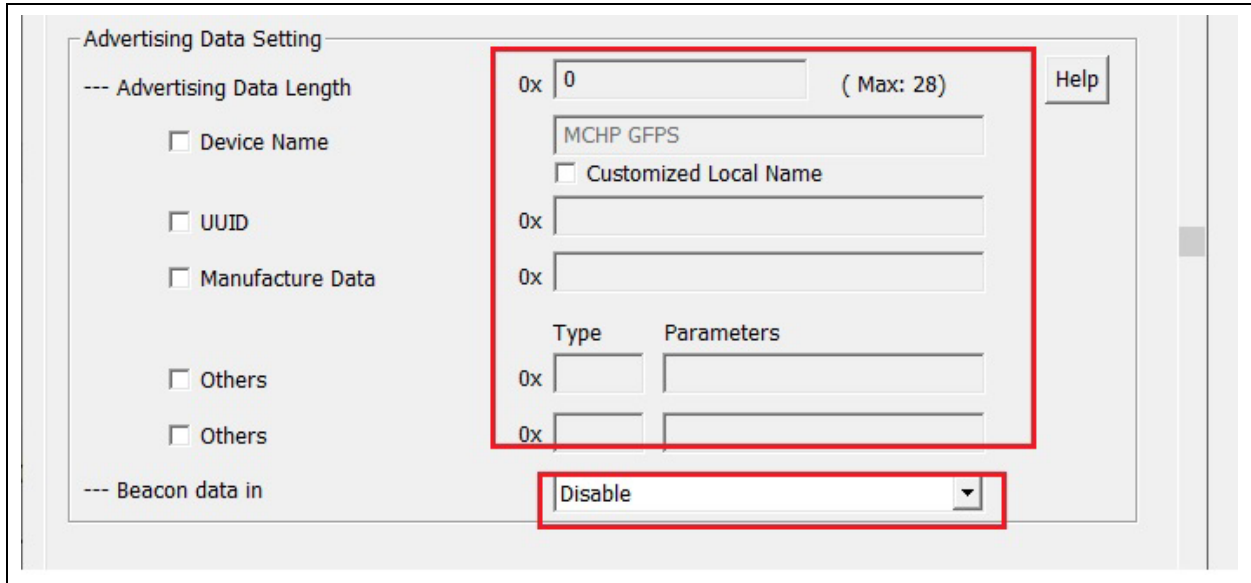 Advertising Data Setting
--- Advertising Data Length 0x 0 ( Max: 28) Help
Device Name MCHP GFPS
Customized Local Name
UUID 0x
Manufacture Data 0x
Type Parameters
Others 0x
Others 0x
--- Beacon data in Disable